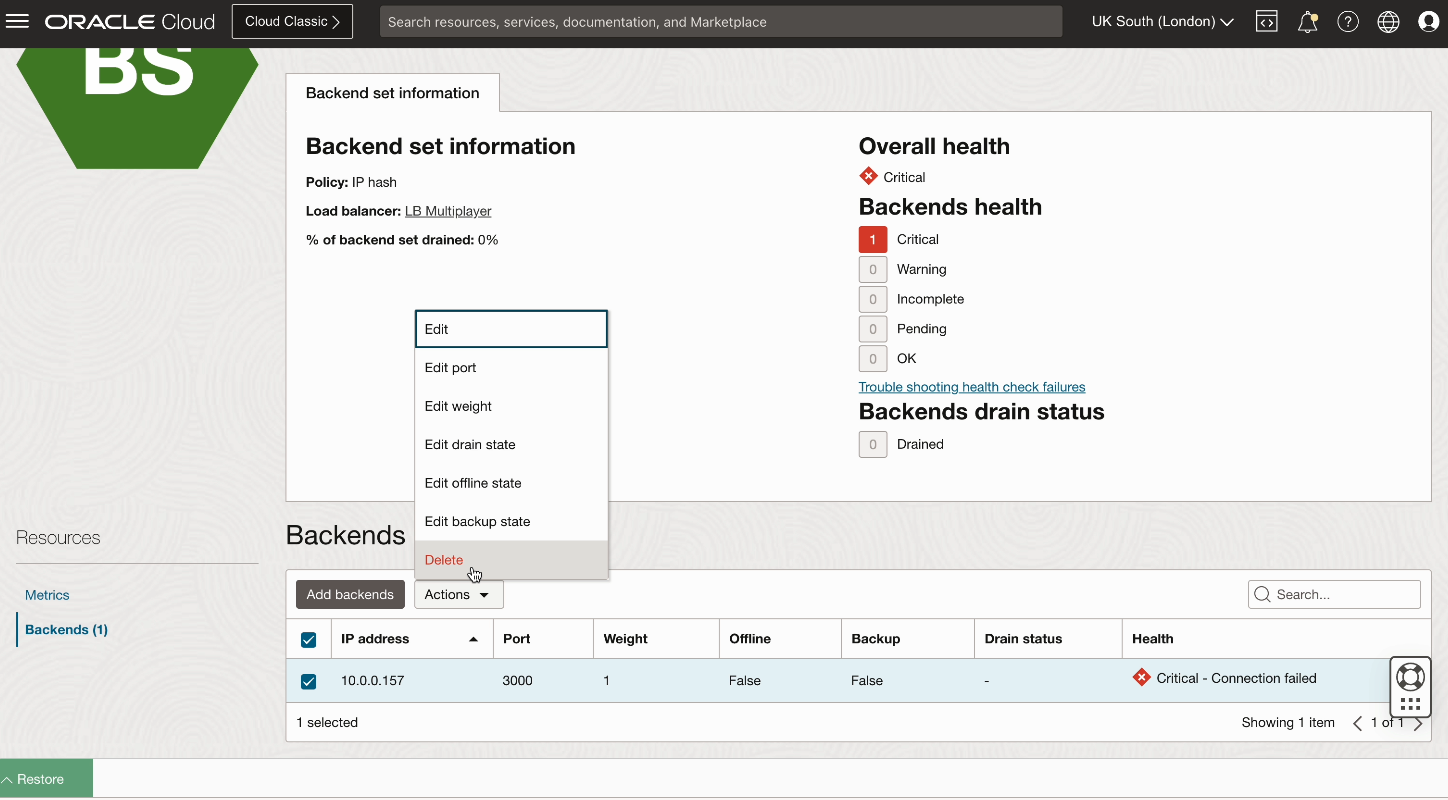 ORACLE Cloud
Cloud Classic
Search resources, services, documentation, and Marketplace
UK South (London)
BS
Backend set information
Backend set information
Policy: IP hash
Load balancer: LB Multiplayer
% of backend set drained: 0%
Overall health
Critical
Backends health
1 Critical
0 Warning
0 Incomplete
0 Pending
0 OK
Trouble shooting health check failures
Backends drain status
0 Drained
Edit
Edit port
Edit weight
Edit drain state
Edit offline state
Edit backup state
Delete
Resources
Metrics
Backends (1)
Backends
Add backends
Actions
Search...
IP address Port Weight Offline Backup Drain status Health
10.0.0.157 3000 1 False False - Critical - Connection failed
1 selected
Showing 1 item
1 of 1
Restore